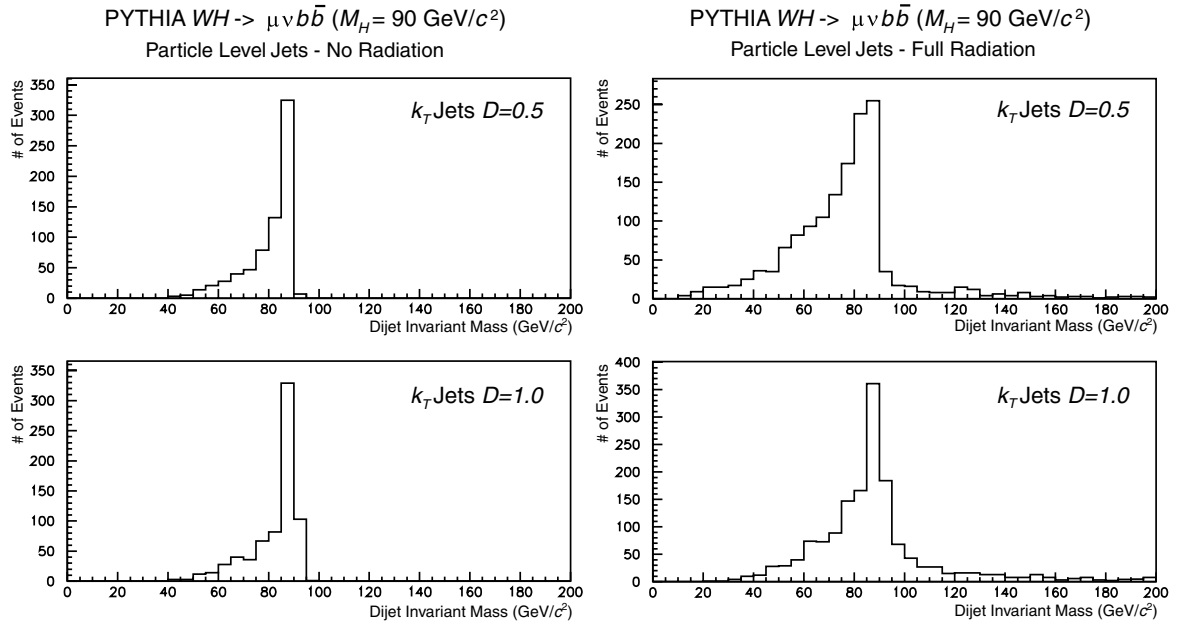 PYTHIA WH -> μνbb̄ (M_H = 90 GeV/c²)
Particle Level Jets - No Radiation
# of Events
350
300
250
200
150
100
50
0
k_T Jets D=0.5
0 20 40 60 80 100 120 140 160 180 200
Dijet Invariant Mass (GeV/c²)
PYTHIA WH -> μνbb̄ (M_H = 90 GeV/c²)
Particle Level Jets - Full Radiation
# of Events
250
200
150
100
50
0
k_T Jets D=0.5
0 20 40 60 80 100 120 140 160 180 200
Dijet Invariant Mass (GeV/c²)
# of Events
350
300
250
200
150
100
50
0
k_T Jets D=1.0
0 20 40 60 80 100 120 140 160 180 200
Dijet Invariant Mass (GeV/c²)
# of Events
400
350
300
250
200
150
100
50
0
k_T Jets D=1.0
0 20 40 60 80 100 120 140 160 180 200
Dijet Invariant Mass (GeV/c²)